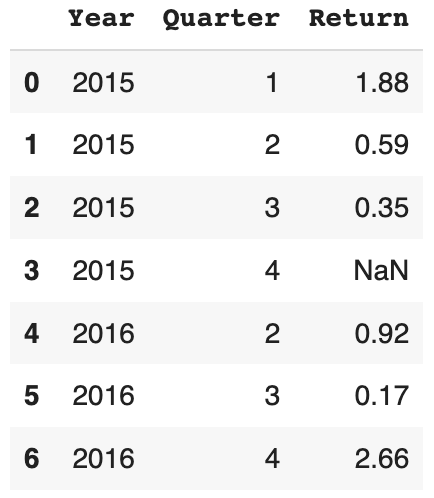 Year Quarter Return
0 2015 1 1.88
1 2015 2 0.59
2 2015 3 0.35
3 2015 4 NaN
4 2016 2 0.92
5 2016 3 0.17
6 2016 4 2.66